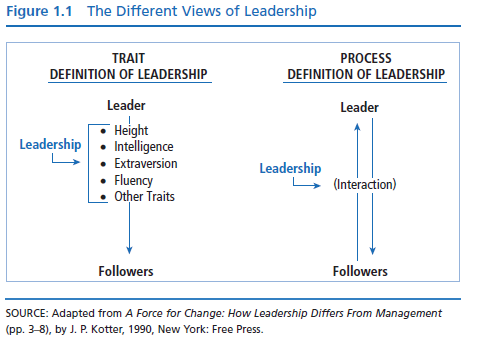 Figure 1.1 The Different Views of Leadership
TRAIT
DEFINITION OF LEADERSHIP
Leader
Leadership
• Height
• Intelligence
• Extraversion
• Fluency
• Other Traits
Followers
PROCESS
DEFINITION OF LEADERSHIP
Leader
Leadership
(Interaction)
Followers
SOURCE: Adapted from A Force for Change: How Leadership Differs From Management
(pp. 3–8), by J. P. Kotter, 1990, New York: Free Press.